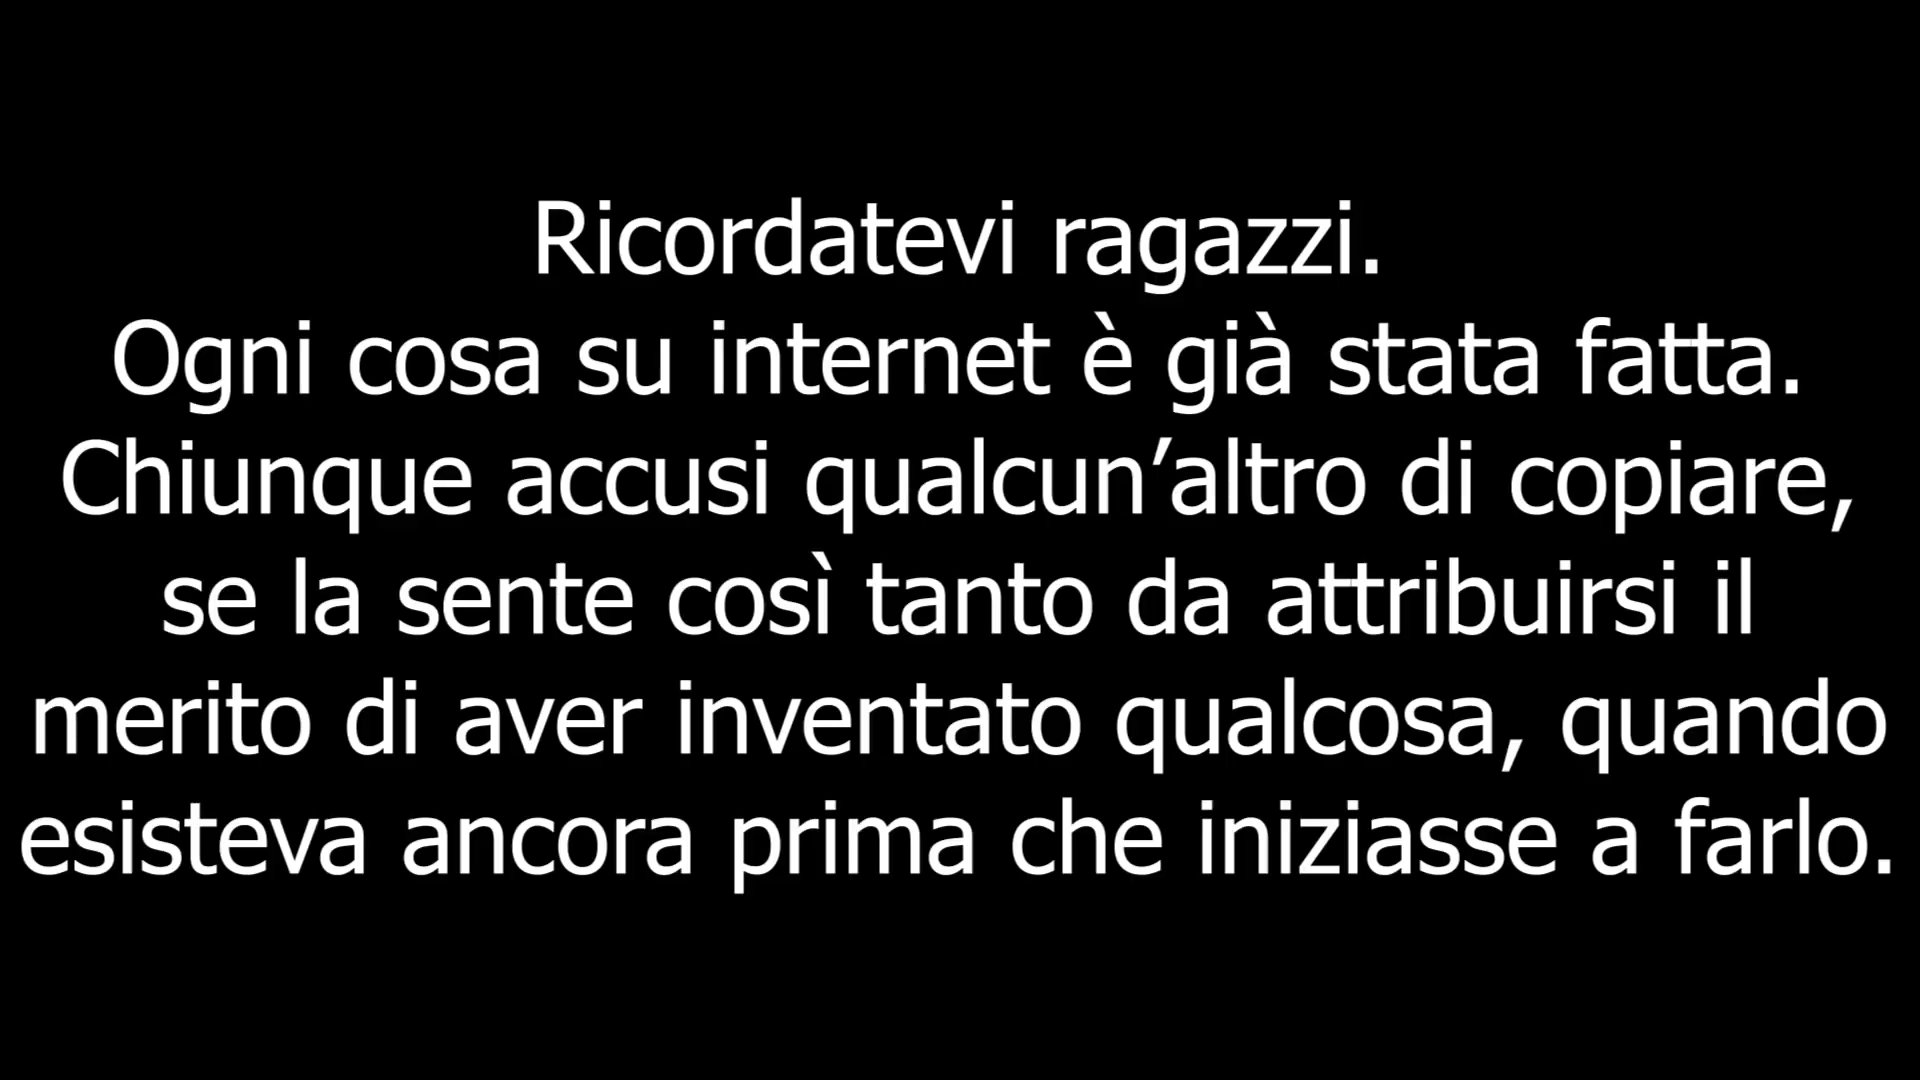 Ricordatevi ragazzi.
Ogni cosa su internet è già stata fatta.
Chiunque accusi qualcun’altro di copiare,
se la sente così tanto da attribuirsi il
merito di aver inventato qualcosa, quando
esisteva ancora prima che iniziasse a farlo.